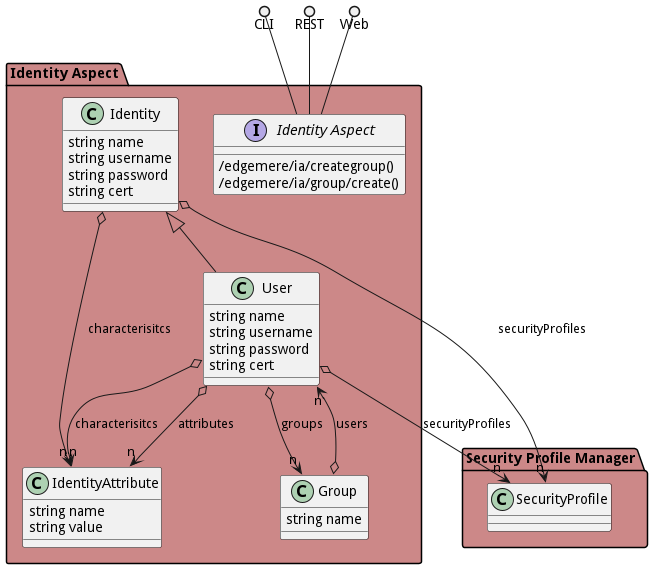 CLI
REST
Web
Identity Aspect
C
Identity
string name
string username
string password
string cert
I
Identity Aspect
/edgemere/ia/creategroup()
/edgemere/ia/group/create()
C
User
string name
string username
string password
string cert
characterisitcs
securityProfiles
n
characterisitcs
attributes
groups
users
securityProfiles
n
n
n
n
n
n
C
IdentityAttribute
string name
string value
C
Group
string name
Security Profile Manager
C
SecurityProfile